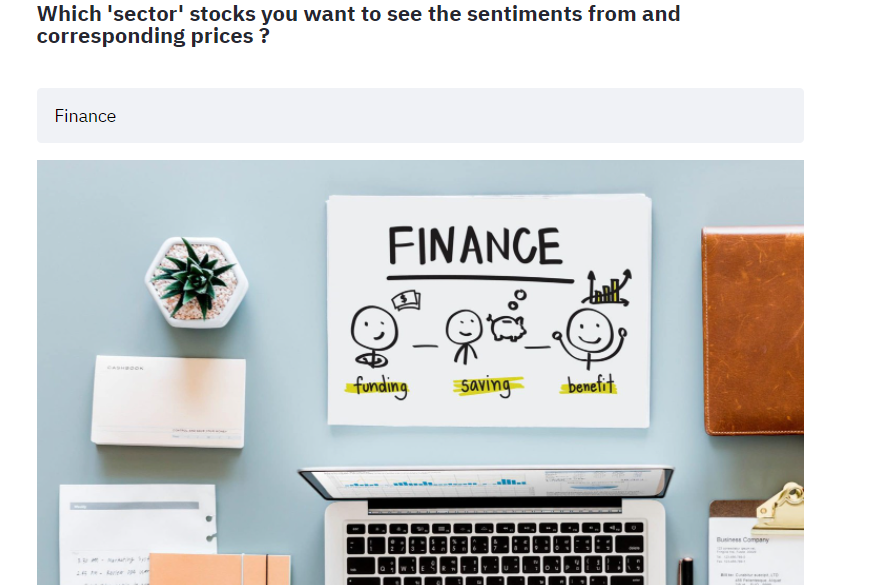 Which 'sector' stocks you want to see the sentiments from and
corresponding prices ?
Finance
FINANCE
$
funding
saving
benefit
CASHBOOK
Business Company